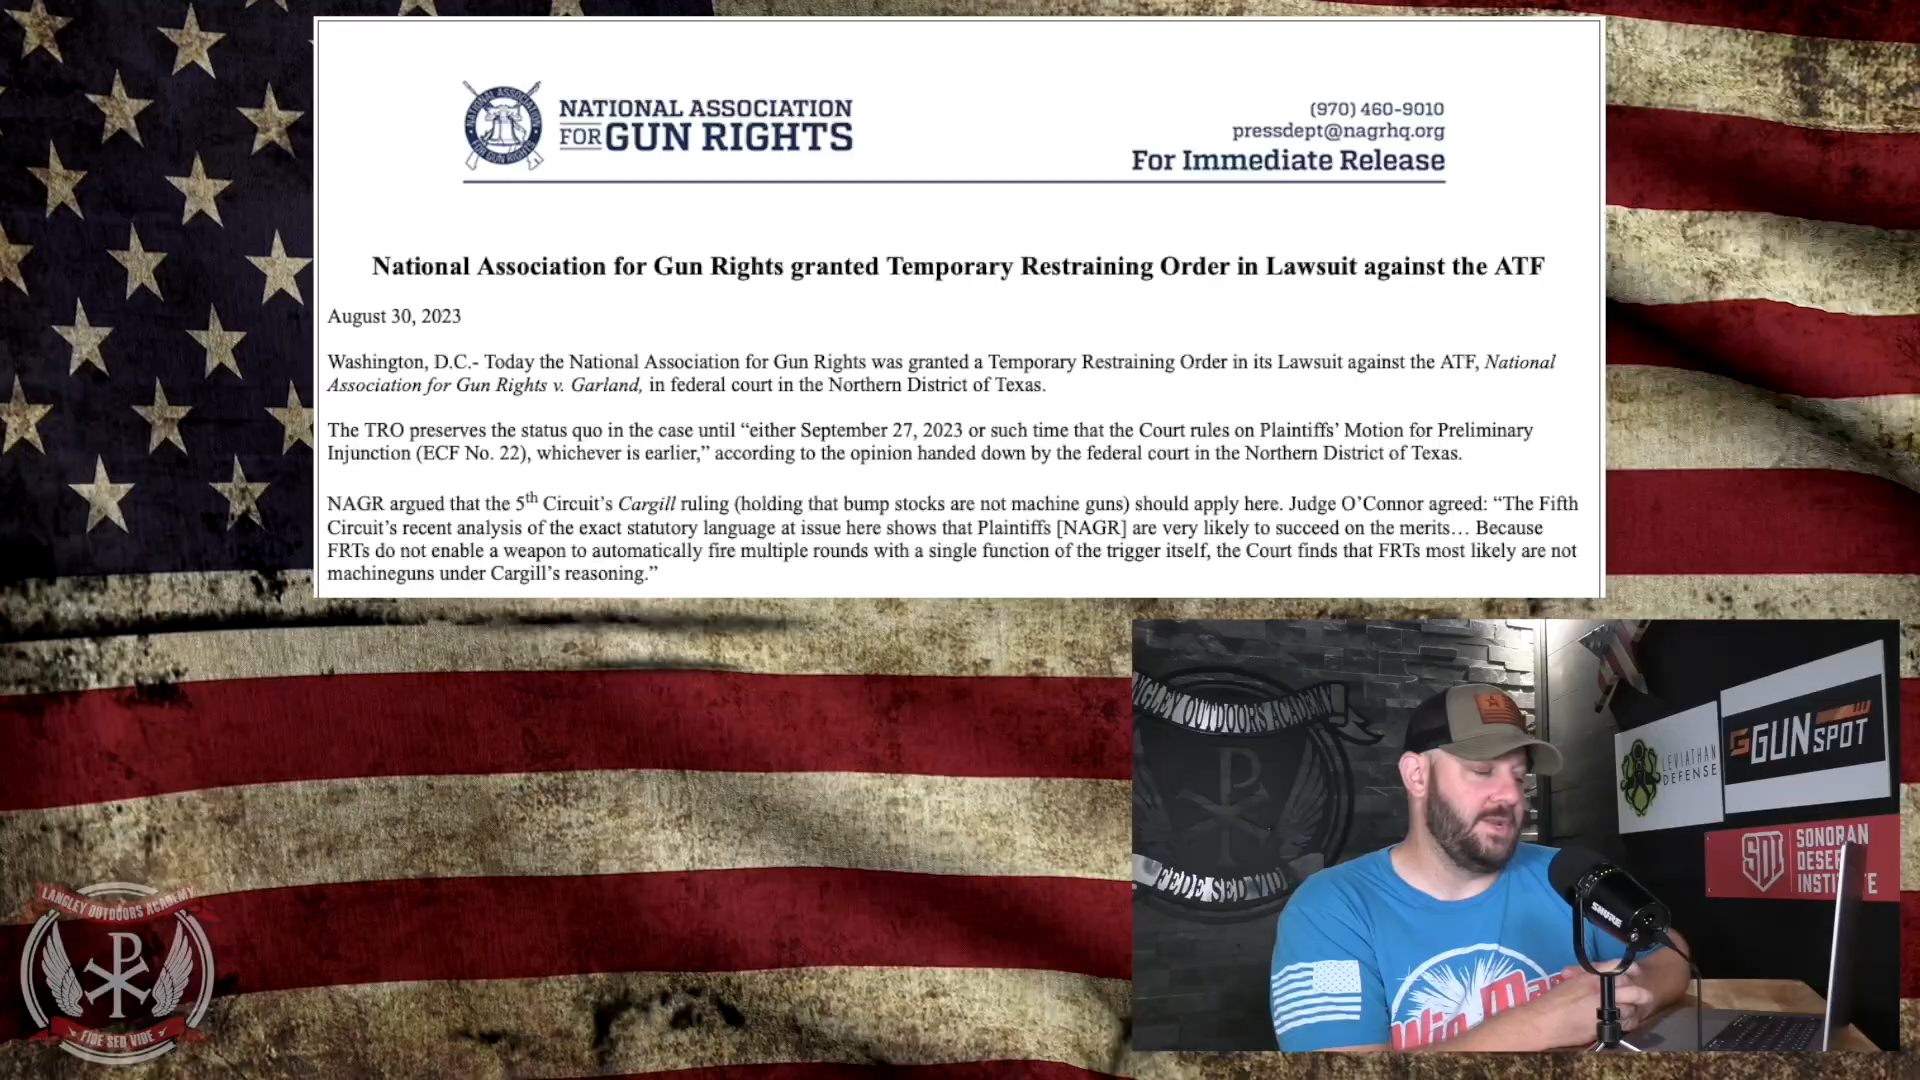 NATIONAL ASSOCIATION
FOR GUN RIGHTS
(970) 460-9010
pressdept@nagrhq.org
For Immediate Release
National Association for Gun Rights granted Temporary Restraining Order in Lawsuit against the ATF
August 30, 2023
Washington, D.C.- Today the National Association for Gun Rights was granted a Temporary Restraining Order in its Lawsuit against the ATF, National
Association for Gun Rights v. Garland, in federal court in the Northern District of Texas.
The TRO preserves the status quo in the case until “either September 27, 2023 or such time that the Court rules on Plaintiffs’ Motion for Preliminary
Injunction (ECF No. 22), whichever is earlier,” according to the opinion handed down by the federal court in the Northern District of Texas.
NAGR argued that the 5th Circuit’s Cargill ruling (holding that bump stocks are not machine guns) should apply here. Judge O’Connor agreed: “The Fifth
Circuit’s recent analysis of the exact statutory language at issue here shows that Plaintiffs [NAGR] are very likely to succeed on the merits… Because
FRTs do not enable a weapon to automatically fire multiple rounds with a single function of the trigger itself, the Court finds that FRTs most likely are not
machineguns under Cargill’s reasoning.”
LANGLEY OUTDOORS ACADEMY
FIDE SED VIDE
OUTDOORS ACADEMY
LEVIATHAN
DEFENSE
GUNSPOT
SDI
SONORAN
DESERT
INSTITUTE
SHURE